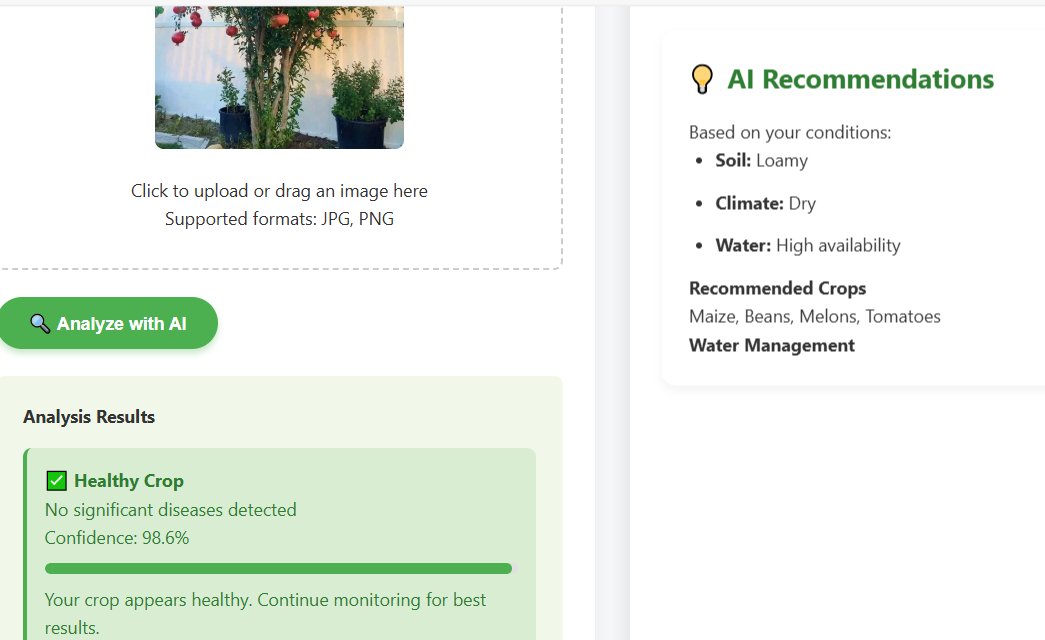 Click to upload or drag an image here
Supported formats: JPG, PNG
Analyze with AI
Analysis Results
Healthy Crop
No significant diseases detected
Confidence: 98.6%
Your crop appears healthy. Continue monitoring for best
results.
AI Recommendations
Based on your conditions:
Soil: Loamy
Climate: Dry
Water: High availability
Recommended Crops
Maize, Beans, Melons, Tomatoes
Water Management